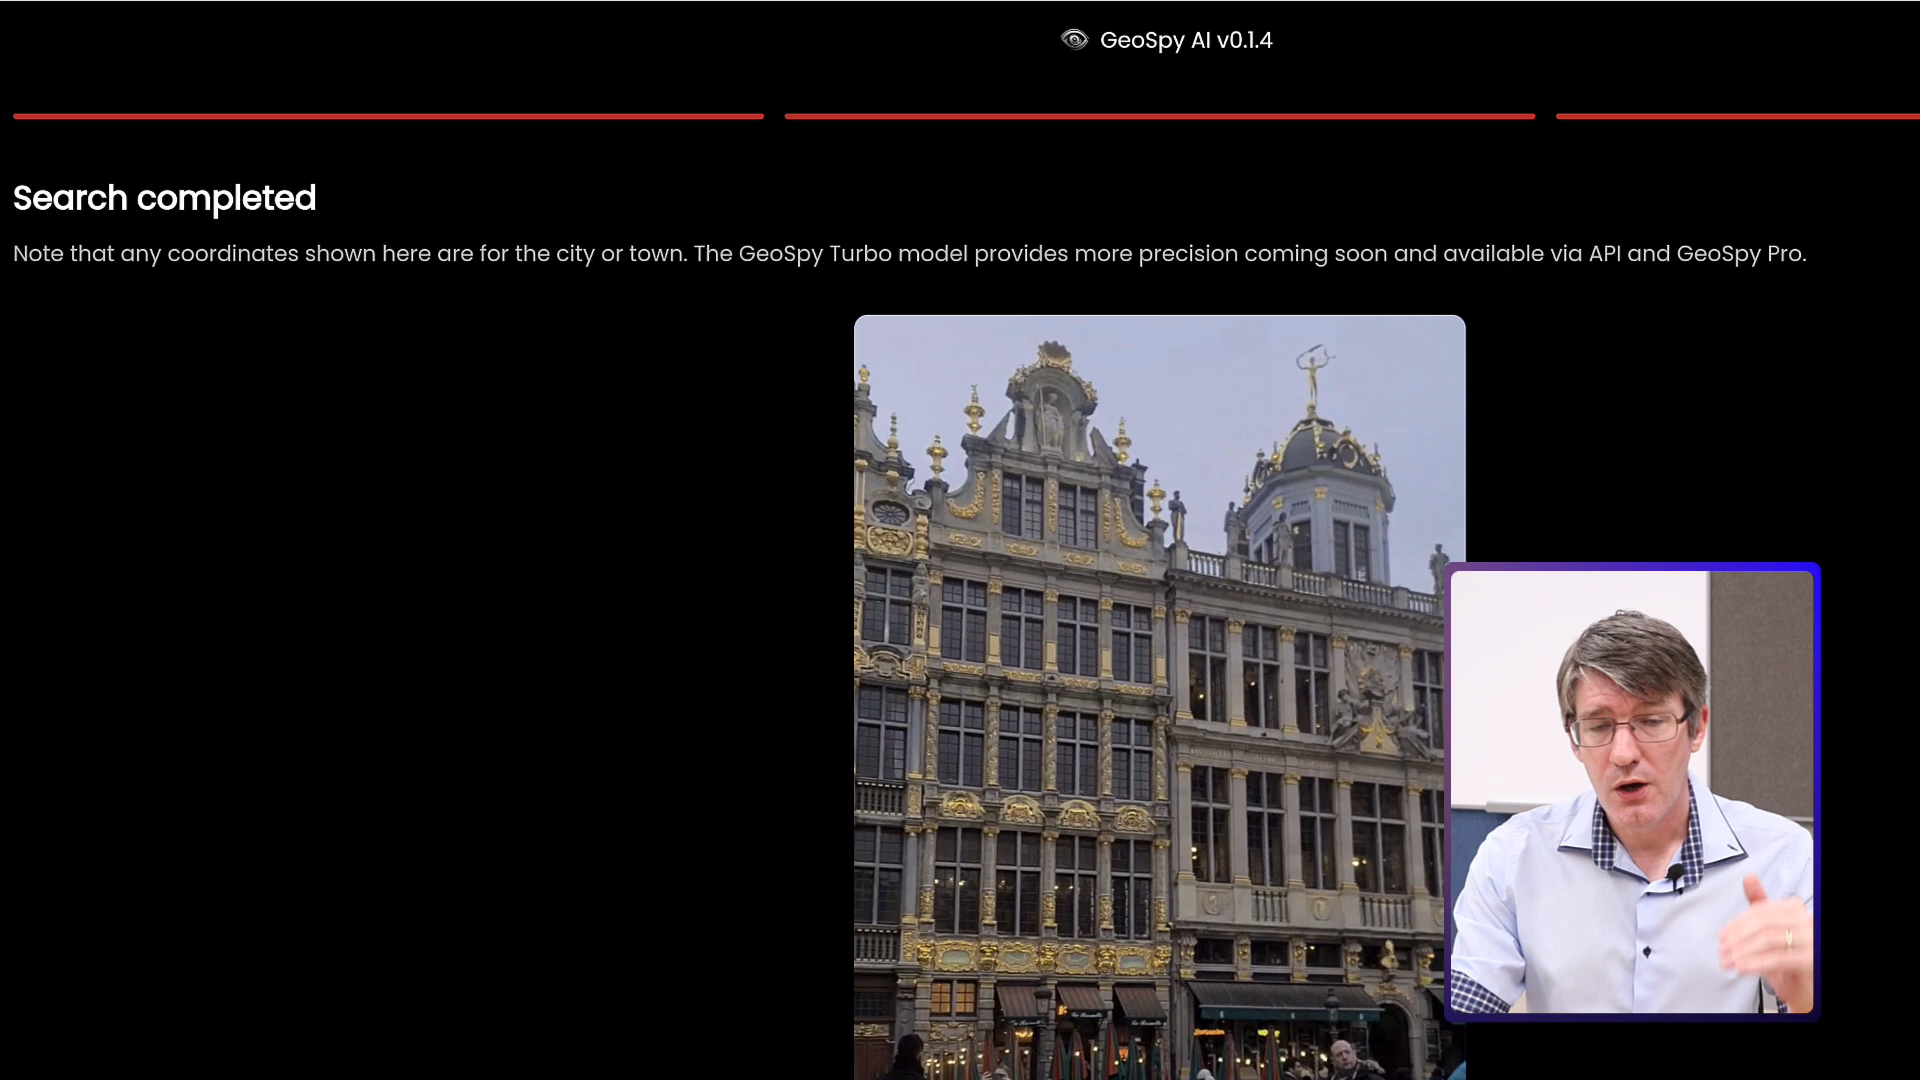 GeoSpy AI v0.1.4
Search completed
Note that any coordinates shown here are for the city or town. The GeoSpy Turbo model provides more precision coming soon and available via API and GeoSpy Pro.